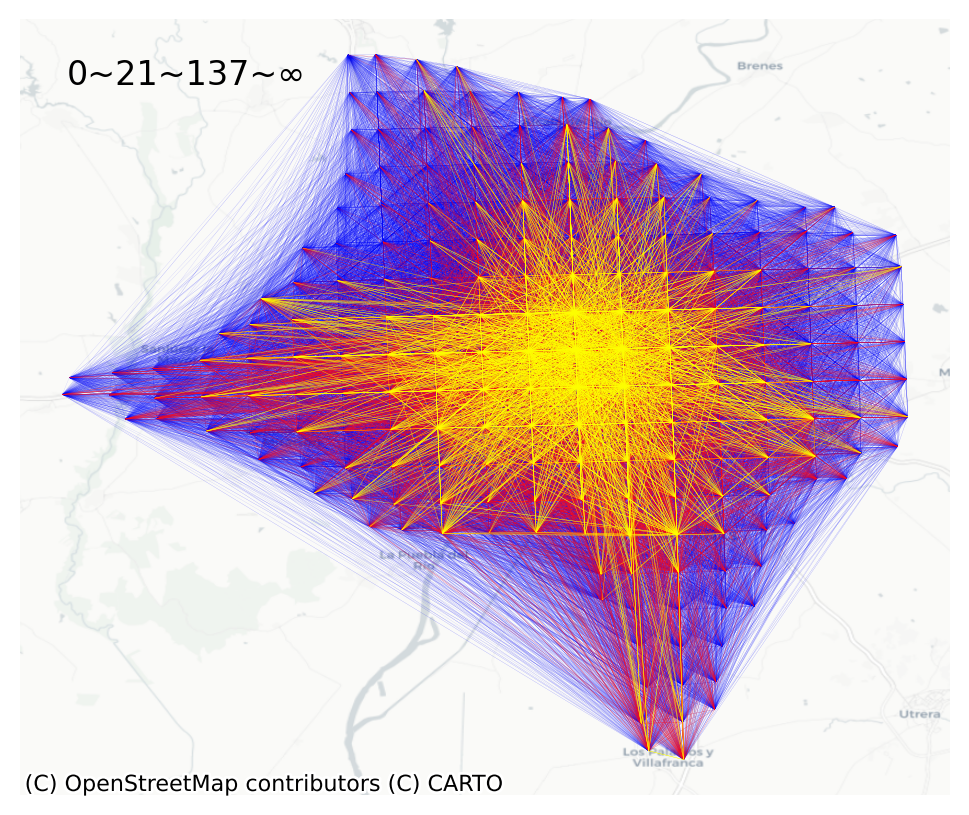 0~21~137~∞
Brenes
La Puebla del
Río
Utrera
Los Palacios y
Villafranca
(C) OpenStreetMap contributors (C) CARTO